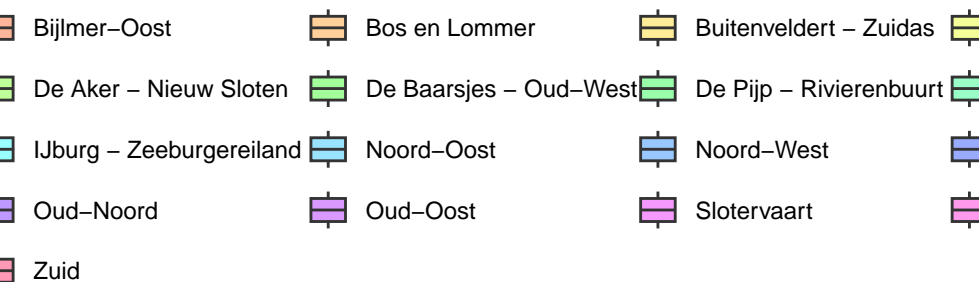 Bijlmer−Oost Bos en Lommer Buitenveldert − Zuidas
De Aker − Nieuw Sloten De Baarsjes − Oud−West De Pijp − Rivierenbuurt
IJburg − Zeeburgereiland Noord−Oost Noord−West
Oud−Noord Oud−Oost Slotervaart
Zuid